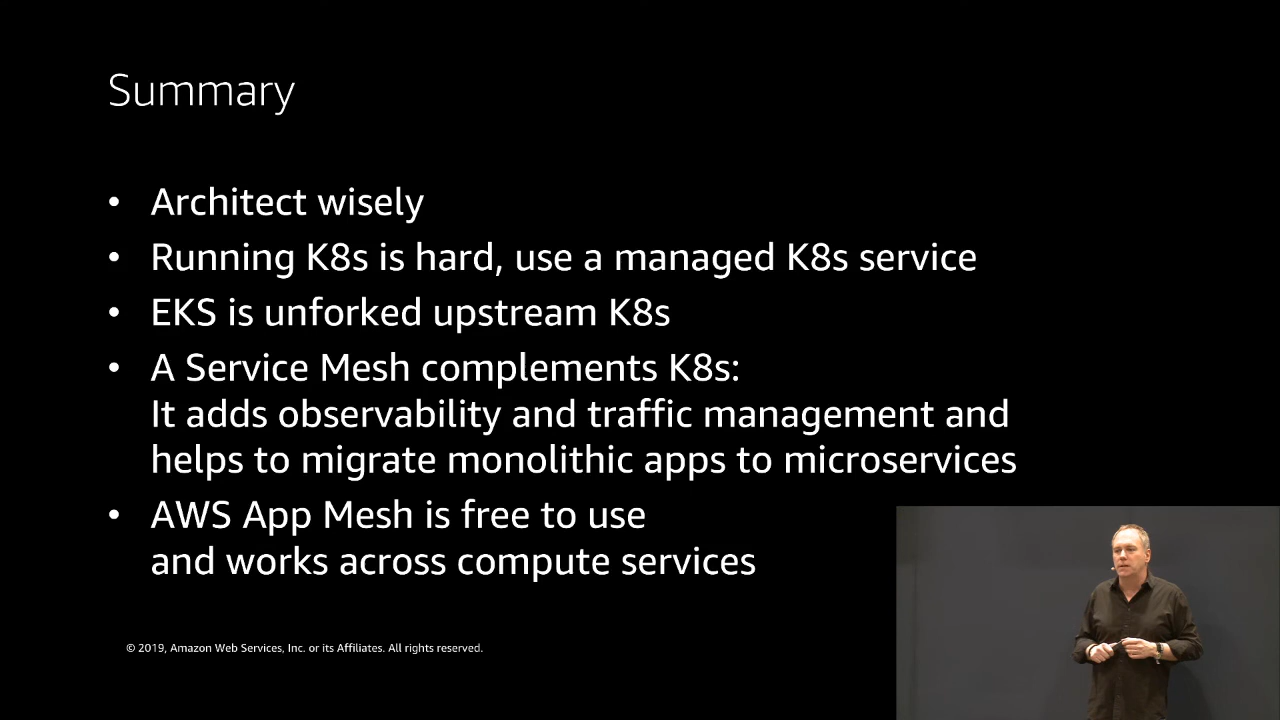 Summary
• Architect wisely
• Running K8s is hard, use a managed K8s service
• EKS is unforked upstream K8s
• A Service Mesh complements K8s:
It adds observability and traffic management and
helps to migrate monolithic apps to microservices
• AWS App Mesh is free to use
and works across compute services
© 2019, Amazon Web Services, Inc. or its Affiliates. All rights reserved.